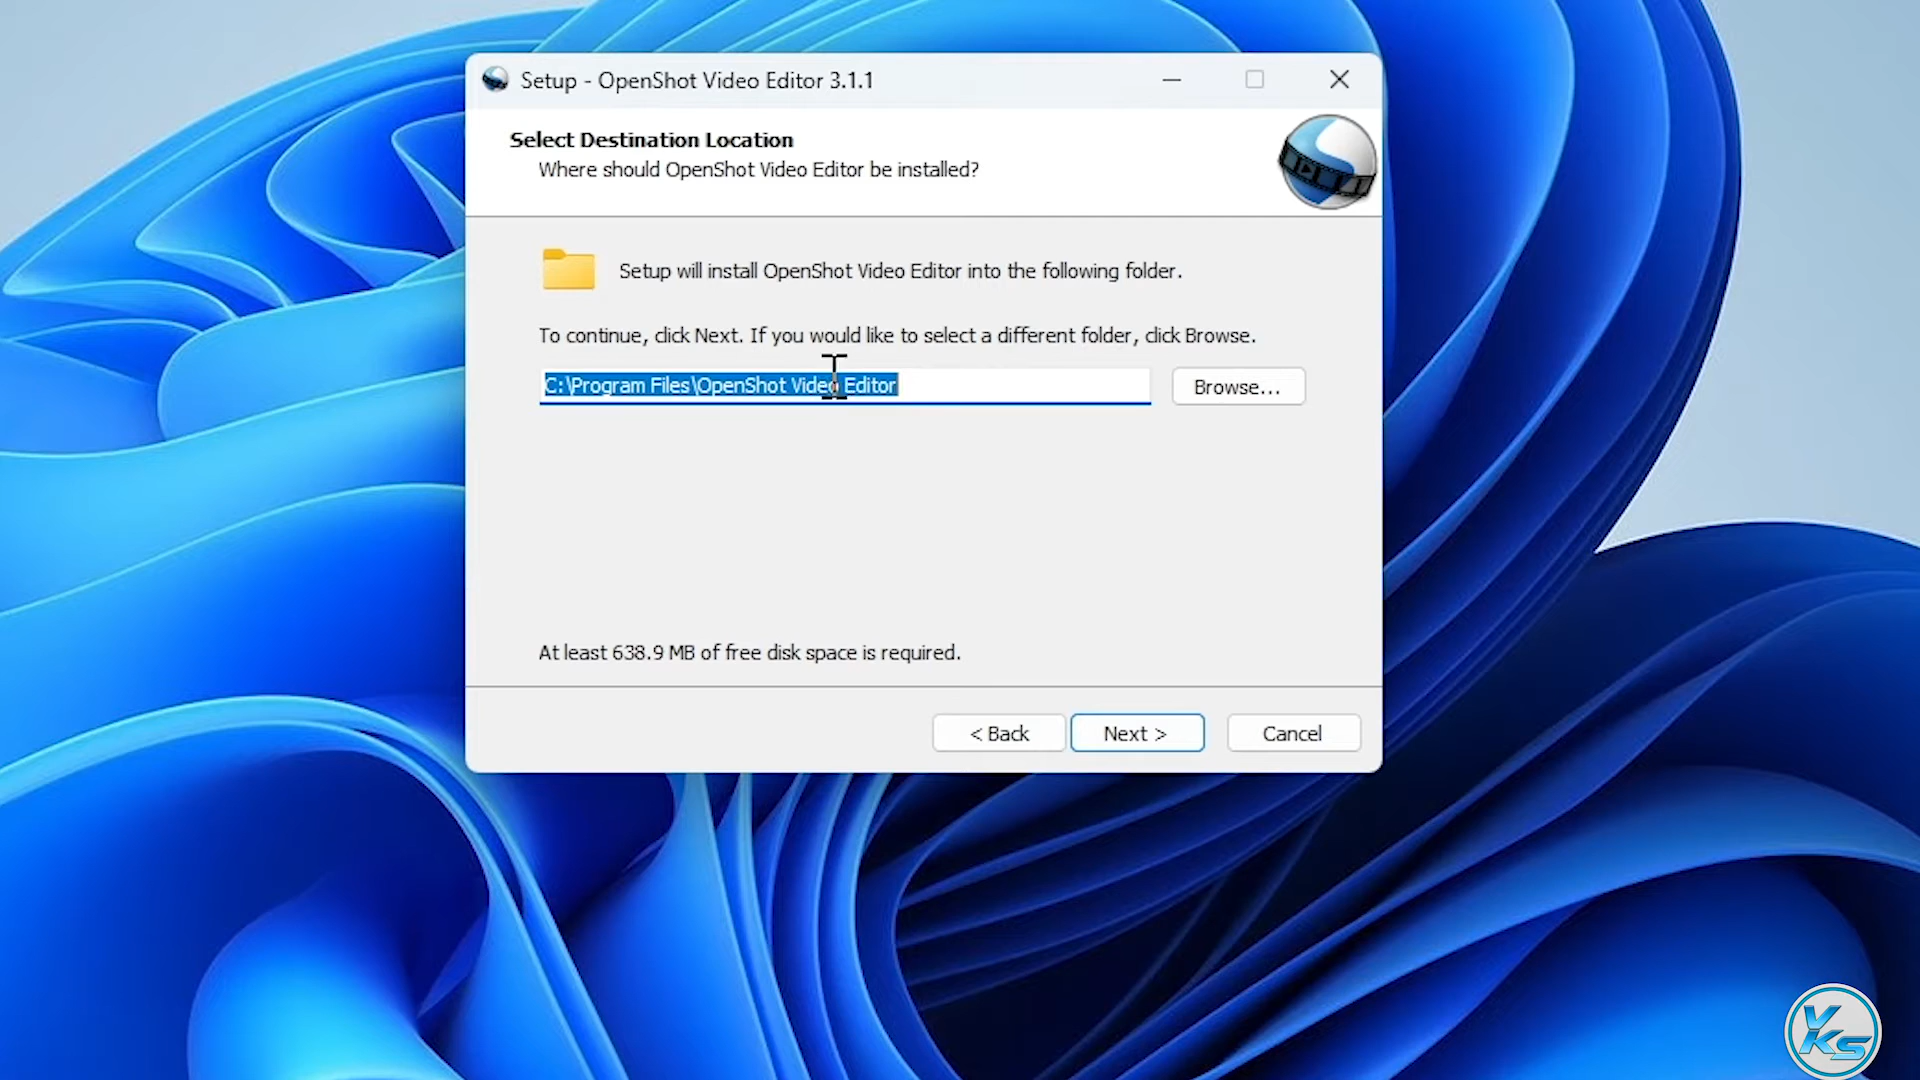 Setup - OpenShot Video Editor 3.1.1
Select Destination Location
Where should OpenShot Video Editor be installed?
Setup will install OpenShot Video Editor into the following folder.
To continue, click Next. If you would like to select a different folder, click Browse.
C:\Program Files\OpenShot Video Editor
Browse...
At least 638.9 MB of free disk space is required.
< Back
Next >
Cancel
YKS